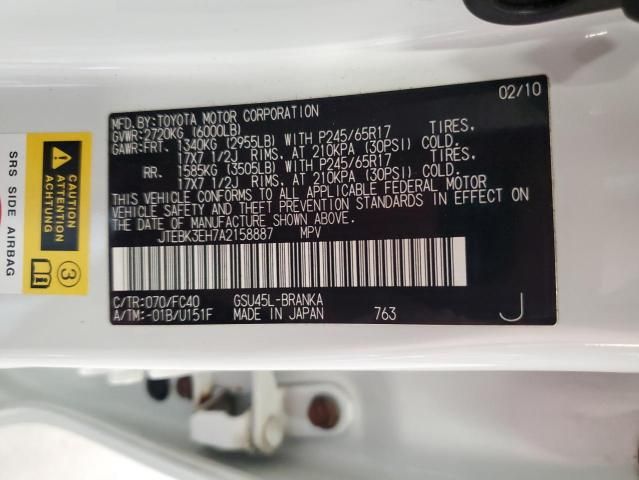 02/10
MFD.BY:TOYOTA MOTOR CORPORATION
GVWR:2720KG (6000LB)
GAWR:FRT. 1340KG (2955LB) WITH P245/65R17 TIRES,
17X7 1/2J RIMS, AT 210KPA (30PSI) COLD.
RR. 1585KG (3505LB) WITH P245/65R17 TIRES,
17X7 1/2J RIMS, AT 210KPA (30PSI) COLD.
THIS VEHICLE CONFORMS TO ALL APPLICABLE FEDERAL MOTOR
VEHICLE SAFETY AND THEFT PREVENTION STANDARDS IN EFFECT ON
THE DATE OF MANUFACTURE SHOWN ABOVE.
JTEBK3EH7A2158887 MPV
C/TR:070/FC40 GSU45L-BRANKA
A/TM:-01B/U151F MADE IN JAPAN 763 J
CAUTION
ATTENTION
VORSICHT
3
SRS SIDE AIRBAG